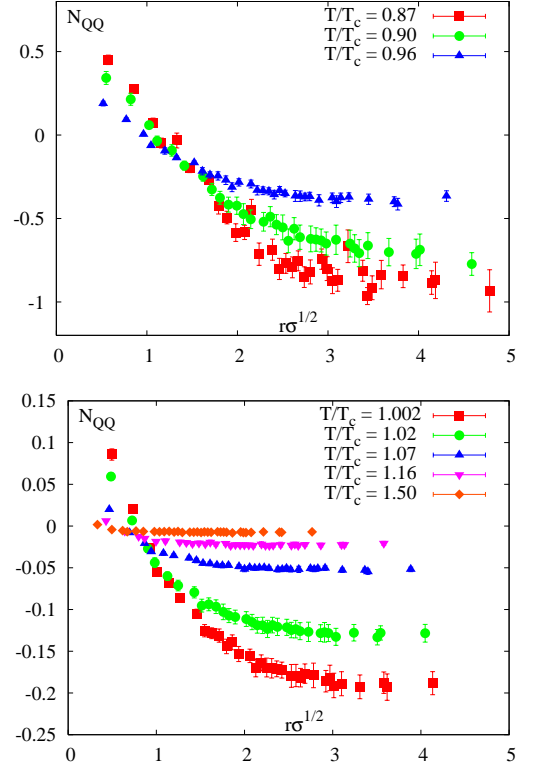 N_QQ
T/T_c = 0.87
T/T_c = 0.90
T/T_c = 0.96
0.5
0
-0.5
-1
rσ^{1/2}
0 1 2 3 4 5
0.15
N_QQ
T/T_c = 1.002
T/T_c = 1.02
T/T_c = 1.07
T/T_c = 1.16
T/T_c = 1.50
0.1
0.05
0
-0.05
-0.1
-0.15
-0.2
-0.25
rσ^{1/2}
0 1 2 3 4 5